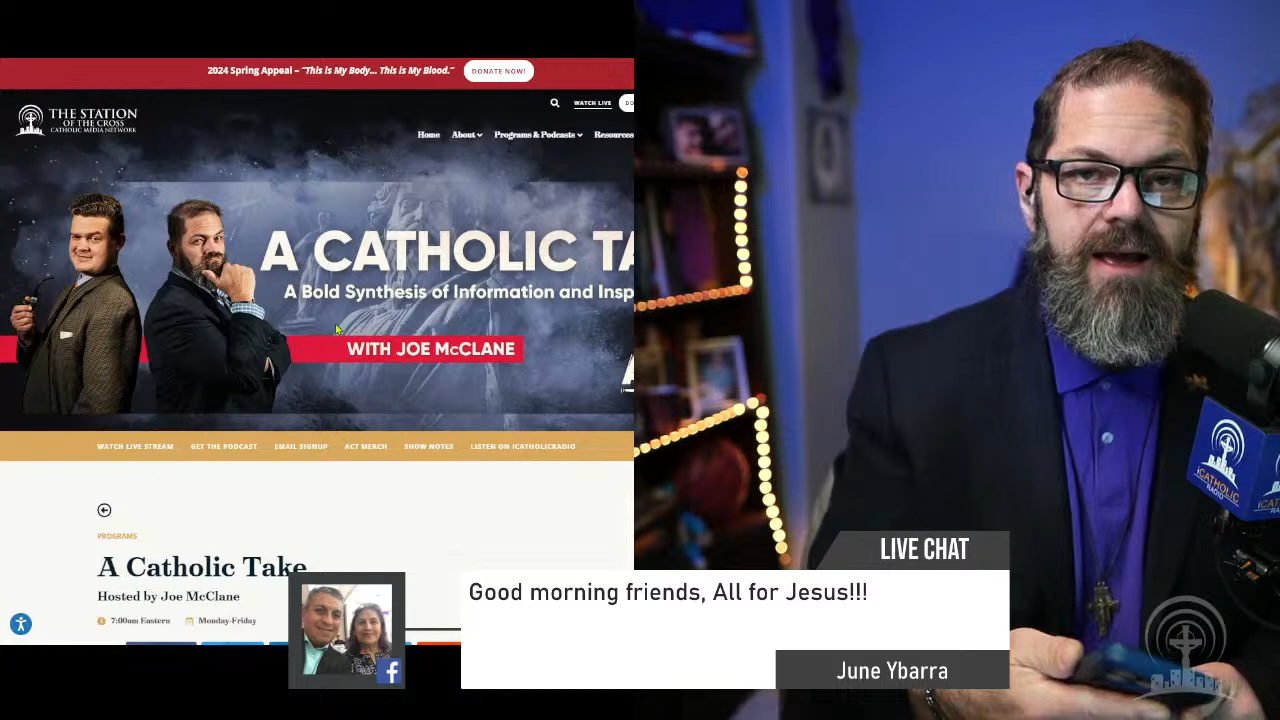 2024 Spring Appeal – "This is My Body... This is My Blood."
DONATE NOW!
THE STATION
OF THE CROSS
CATHOLIC MEDIA NETWORK
WATCH LIVE
DO
Home
About
Programs & Podcasts
Resources
A CATHOLIC TA
A Bold Synthesis of Information and Insp
WITH JOE McCLANE
WATCH LIVE STREAM
GET THE PODCAST
EMAIL SIGNUP
ACT MERCH
SHOW NOTES
LISTEN ON ICATHOLICRADIO
PROGRAMS
A Catholic Take
Hosted by Joe McClane
7:00am Eastern
Monday-Friday
iCATHOLIC
RADIO
LIVE CHAT
Good morning friends, All for Jesus!!!
June Ybarra